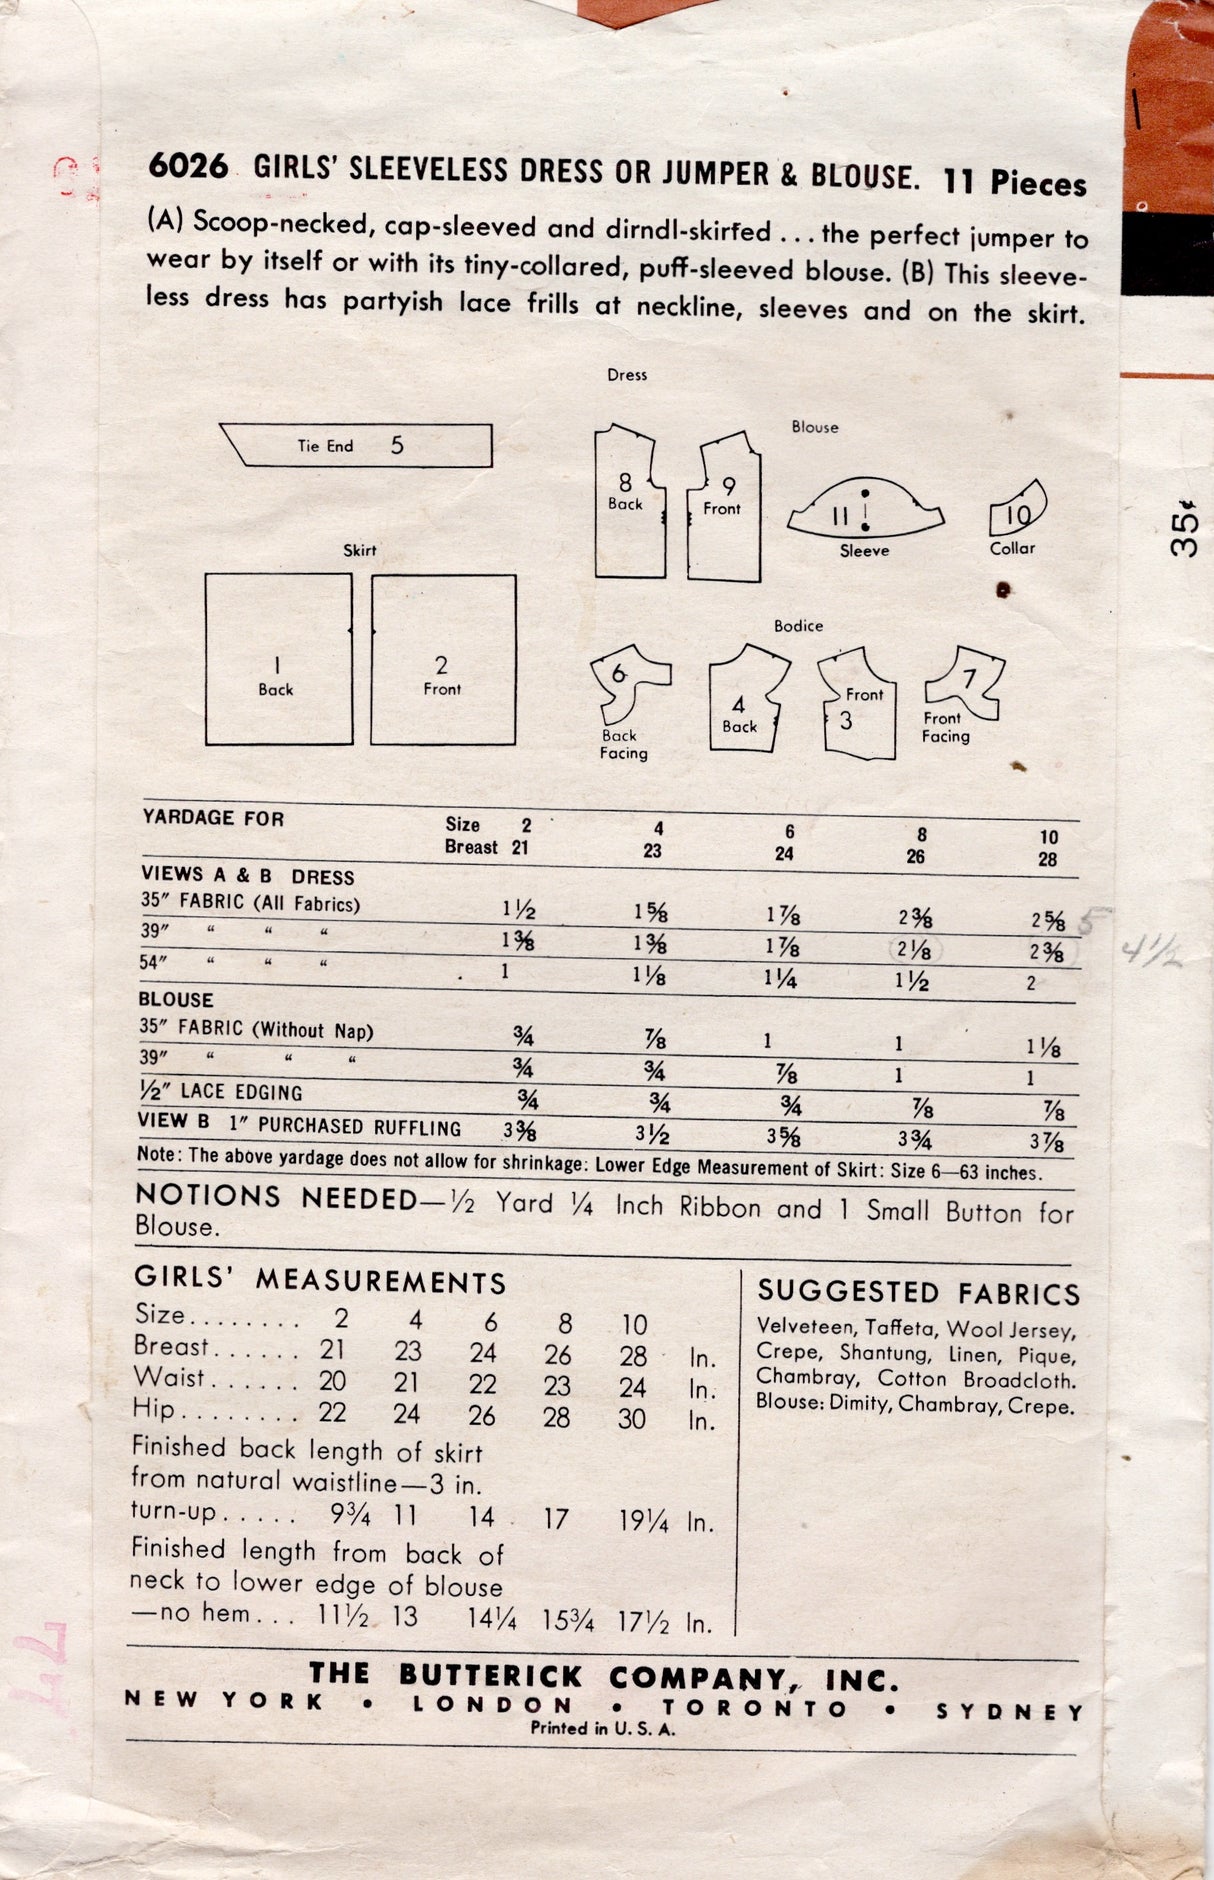 6026 GIRLS' SLEEVELESS DRESS OR JUMPER & BLOUSE. 11 Pieces
(A) Scoop-necked, cap-sleeved and dirndl-skirted ... the perfect jumper to
wear by itself or with its tiny-collared, puff-sleeved blouse. (B) This sleeve-
less dress has partyish lace frills at neckline, sleeves and on the skirt.
Dress
Tie End 5
Blouse
8 Back
9 Front
11 Sleeve
10 Collar
35¢
Skirt
1 Back
2 Front
Bodice
6 Back Facing
4 Back
Front 3
7 Front Facing
YARDAGE FOR Size 2 4 6 8 10
Breast 21 23 24 26 28
VIEWS A & B DRESS
35" FABRIC (All Fabrics) 1½ 1⅝ 1⅞ 2⅜ 2⅝ 5
39" " " " 1⅜ 1⅜ 1⅞ 2⅛ 2⅜ 4½
54" " " " 1 1⅛ 1¼ 1½ 2
BLOUSE
35" FABRIC (Without Nap) ¾ ⅞ 1 1 1⅛
39" " " " ¾ ¾ ⅞ 1 1
½" LACE EDGING ¾ ¾ ¾ ⅞ ⅞
VIEW B 1" PURCHASED RUFFLING 3⅜ 3½ 3⅝ 3¾ 3⅞
Note: The above yardage does not allow for shrinkage: Lower Edge Measurement of Skirt: Size 6—63 inches.
NOTIONS NEEDED—½ Yard ¼ Inch Ribbon and 1 Small Button for
Blouse.
GIRLS' MEASUREMENTS
Size........ 2 4 6 8 10
Breast...... 21 23 24 26 28 In.
Waist...... 20 21 22 23 24 In.
Hip........ 22 24 26 28 30 In.
Finished back length of skirt
from natural waistline—3 in.
turn-up..... 9¾ 11 14 17 19¼ In.
Finished length from back of
neck to lower edge of blouse
—no hem... 11½ 13 14¼ 15¾ 17½ In.
SUGGESTED FABRICS
Velveteen, Taffeta, Wool Jersey,
Crepe, Shantung, Linen, Pique,
Chambray, Cotton Broadcloth.
Blouse: Dimity, Chambray, Crepe.
THE BUTTERICK COMPANY, INC.
NEW YORK • LONDON • TORONTO • SYDNEY
Printed in U. S. A.